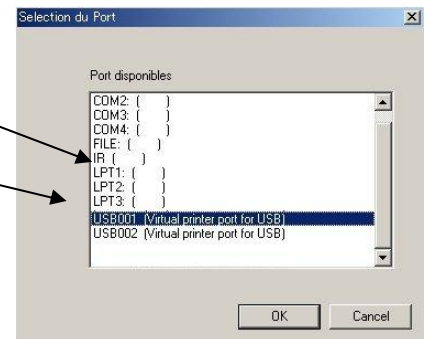 Selection du Port
Port disponibles
COM2: (    )
COM3: (    )
COM4: (    )
FILE: (    )
IR (    )
LPT1: (    )
LPT2: (    )
LPT3: (    )
USB001 (Virtual printer port for USB)
USB002 (Virtual printer port for USB)
OK
Cancel